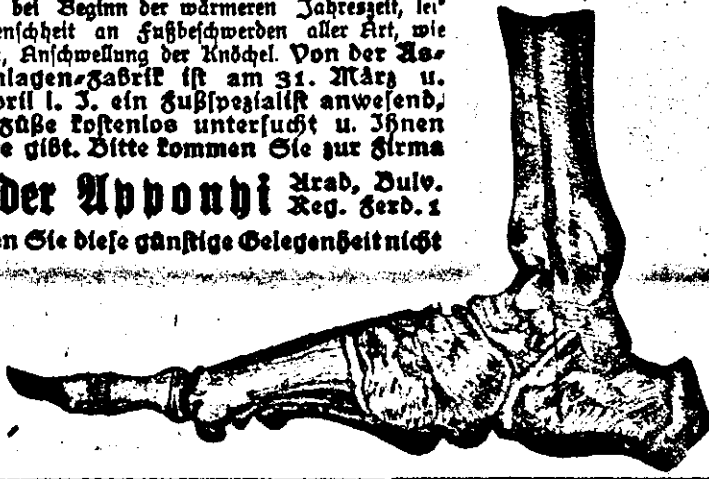 bei Beginn der wärmeren Jahreszeit, lei-
enschheit an Fußbeschwerden aller Art, wie
, Anschwellung der Knöchel. Von der As-
nlagen-Fabrik ist am 31. März u.
pril l. J. ein Fußspezialist anwesend,
Füße kostenlos untersucht u. Ihnen
e gibt. Bitte kommen Sie zur Firma
der Apponyi Arad, Bulv.
Reg. Ferd. 1
en Sie diese günstige Gelegenheit nicht